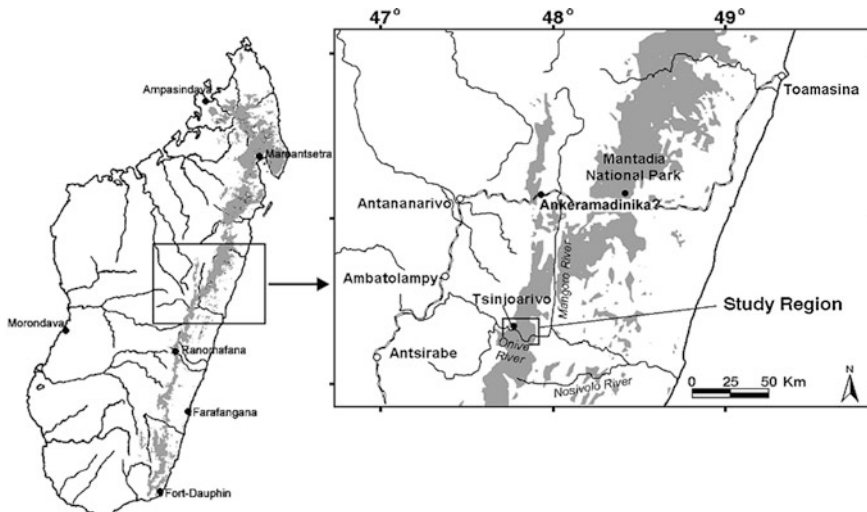 Ampasindava
Maroantsetra
Morondava
Ranomafana
Farafangana
Fort-Dauphin
47°
48°
49°
Toamasina
Mantadia
National Park
Antananarivo
Ankeramadinika?
Ambatolampy
Mangoro River
Tsinjoarivo
Study Region
Onive
River
Antsirabe
Nosivolo River
0 25 50 Km
N